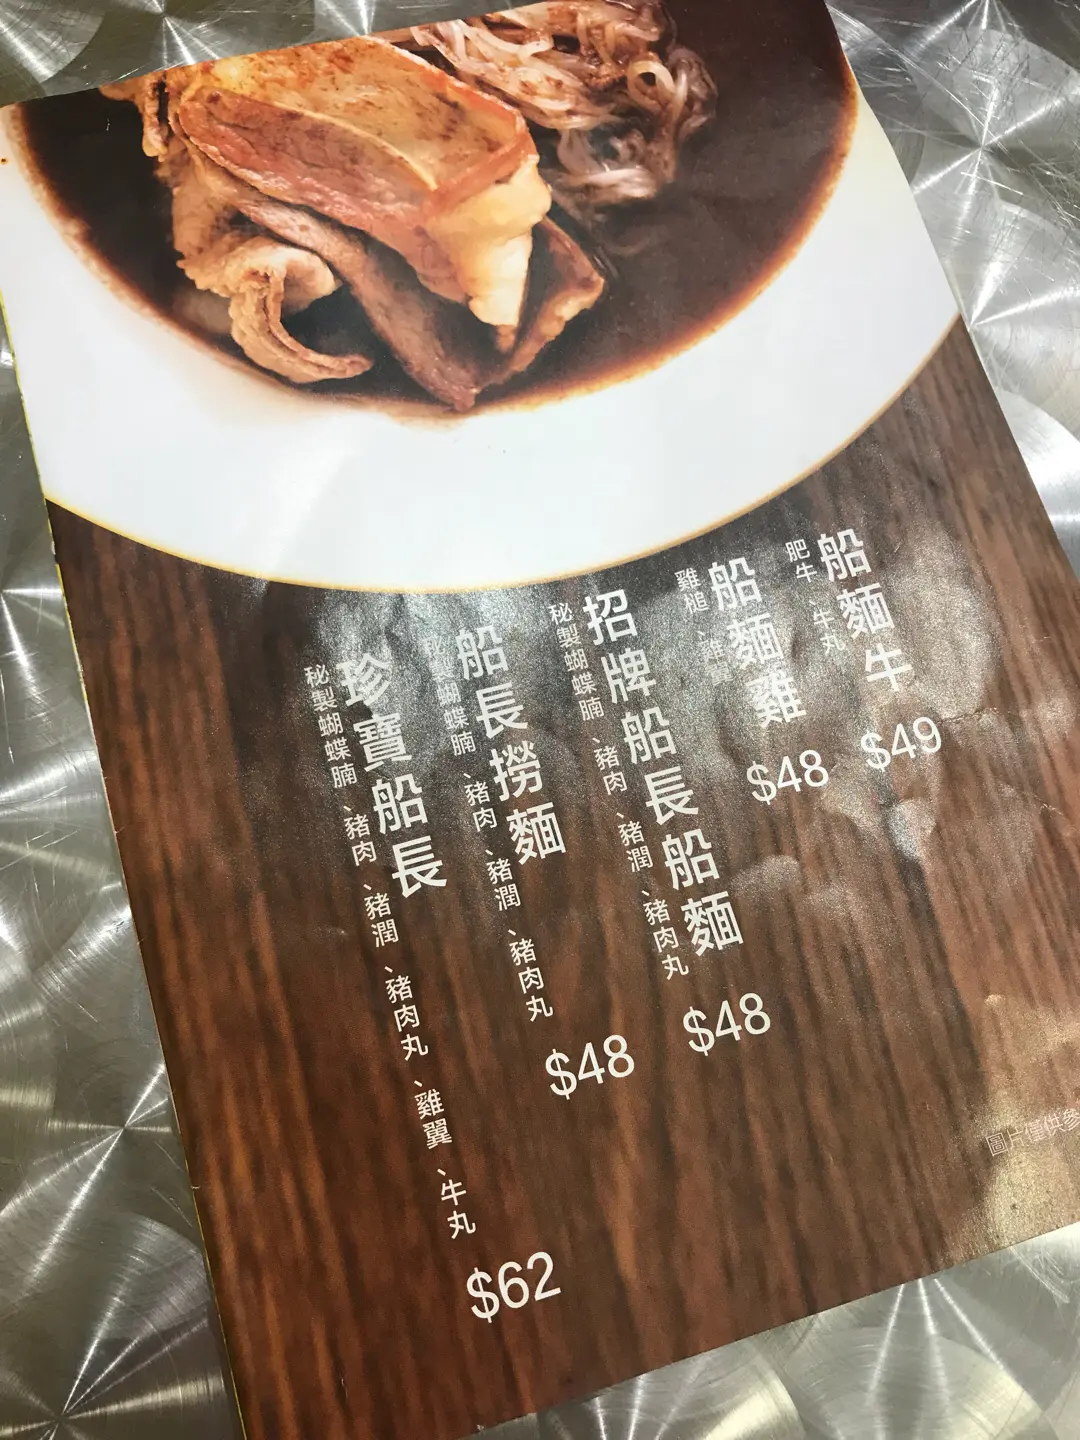 船麵牛
肥牛、牛丸
$49
船麵雞
雞槌、雞翼
$48
招牌船長船麵
秘製蝴蝶腩、豬肉、豬潤、豬肉丸
$48
船長撈麵
秘製蝴蝶腩、豬肉、豬潤、豬肉丸
$48
珍寶船長
秘製蝴蝶腩、豬肉、豬潤、豬肉丸、雞翼、牛丸
$62
圖片僅供參